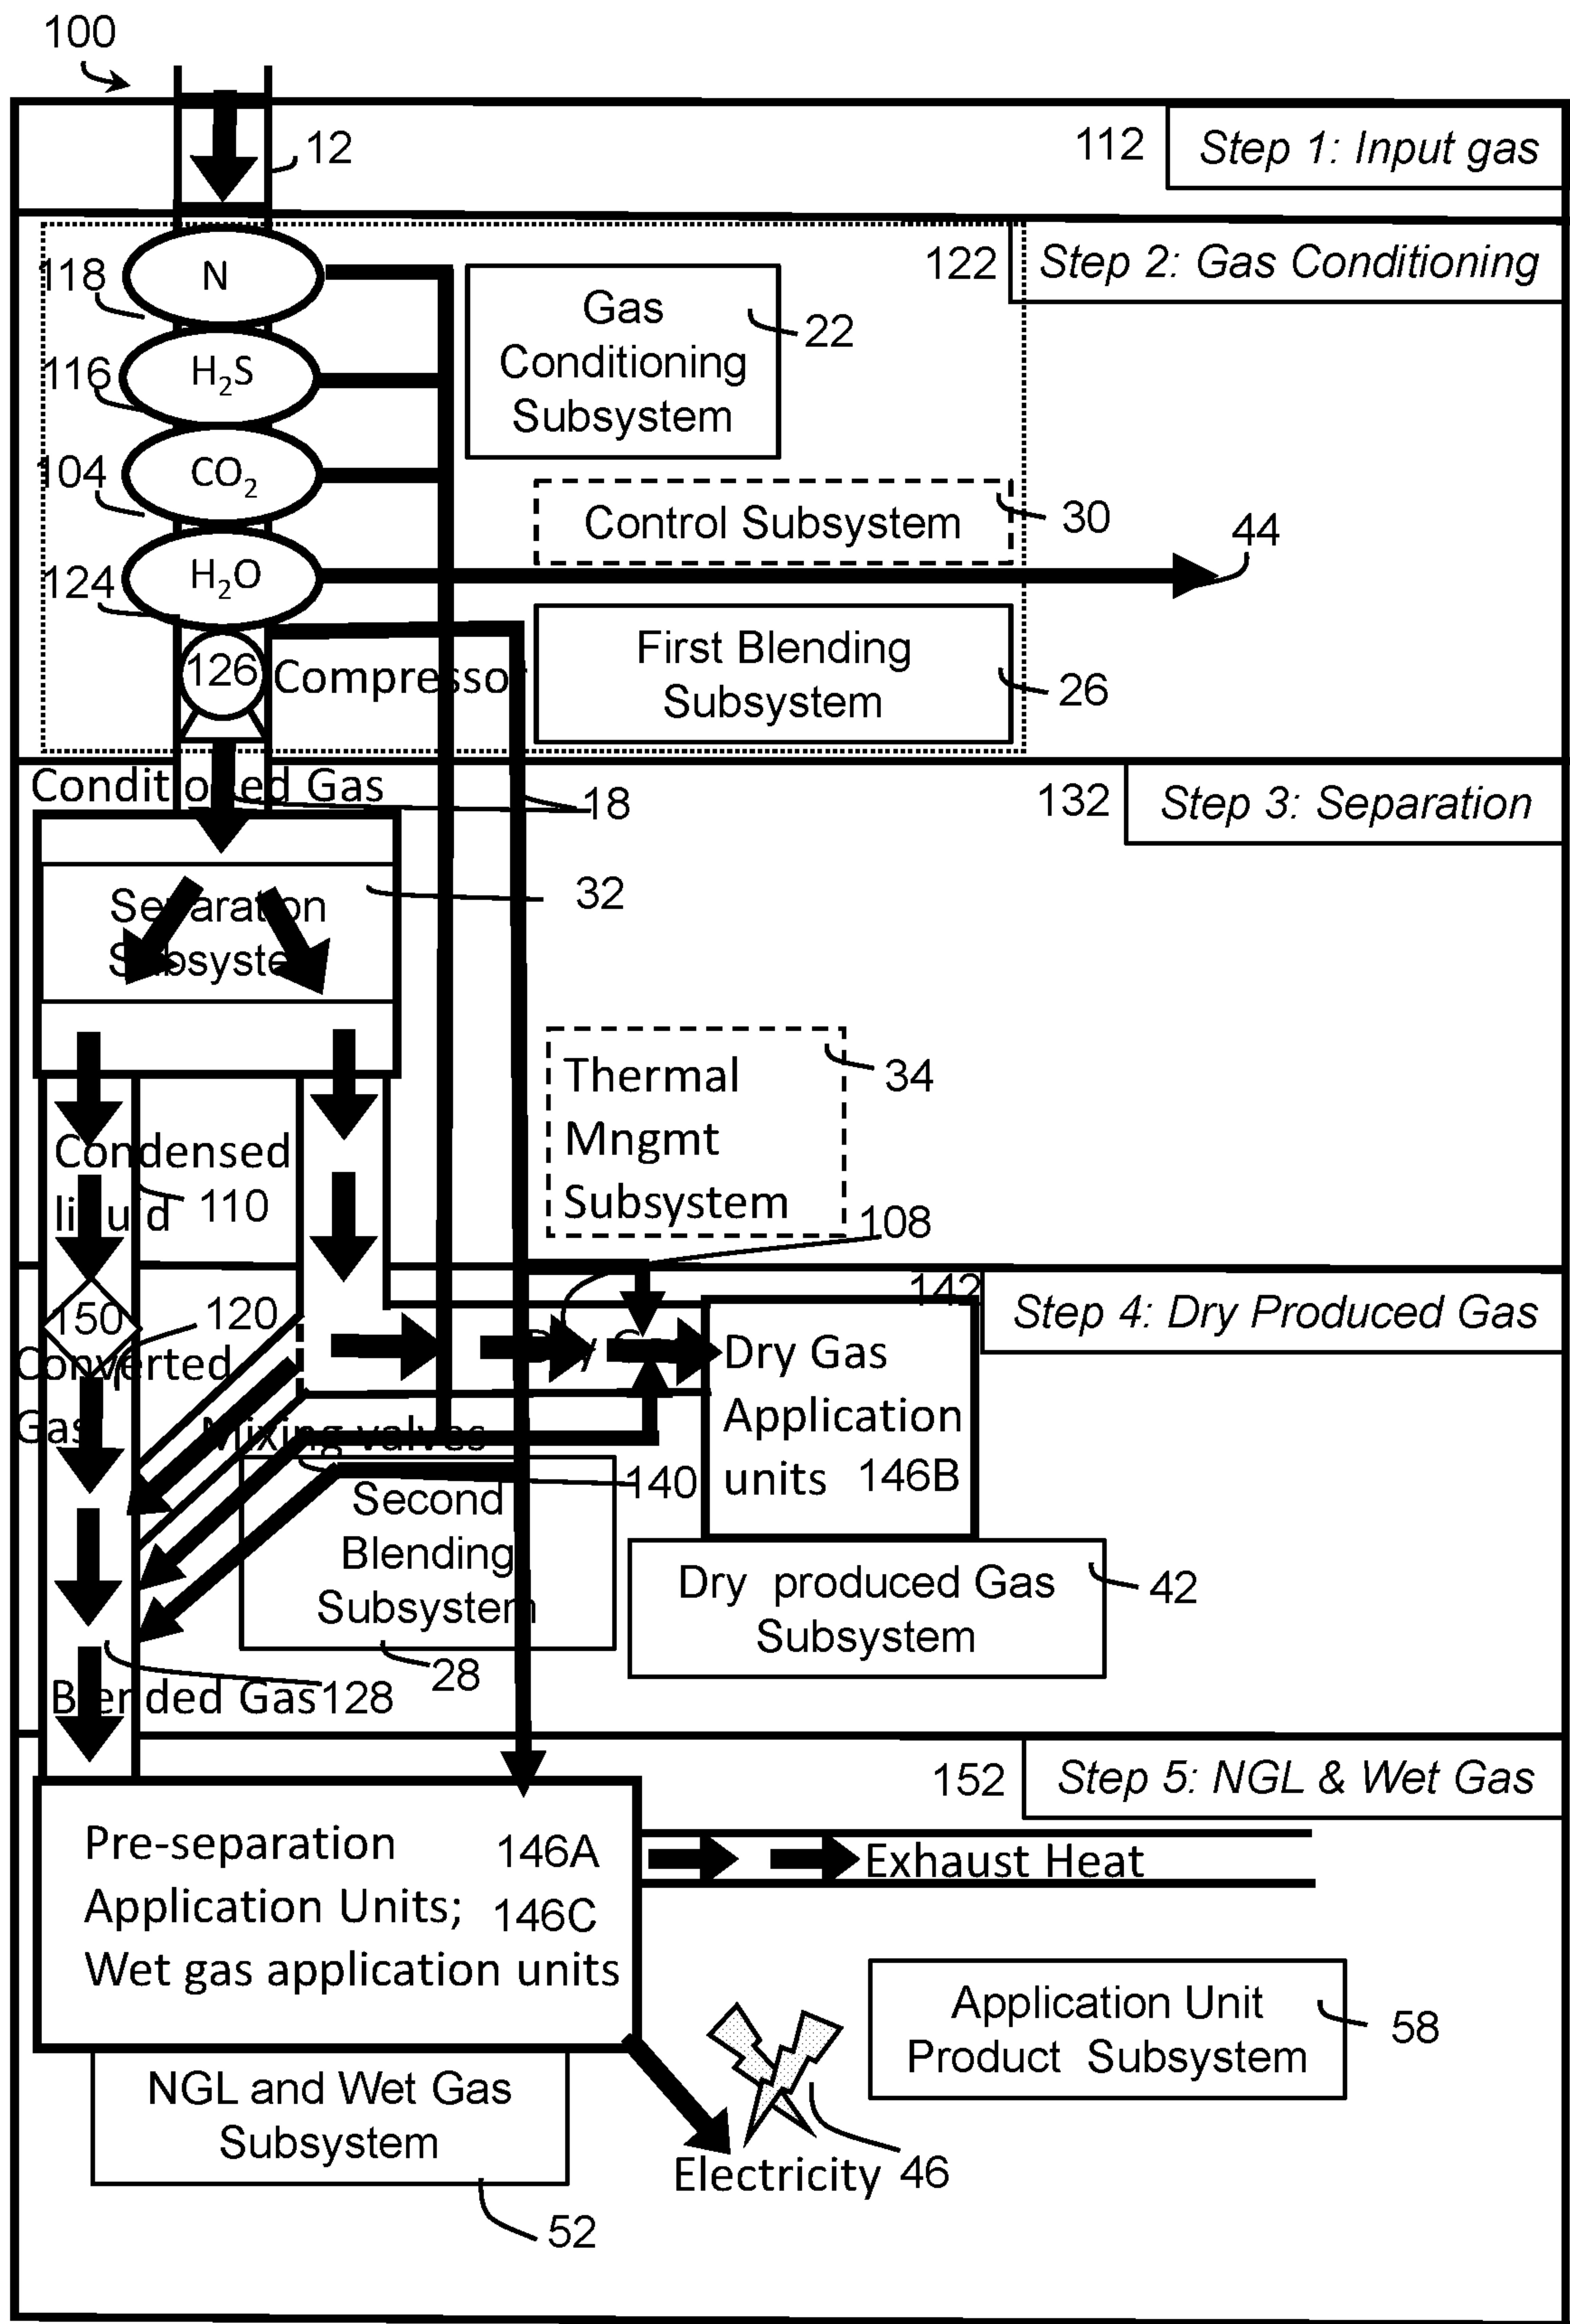 100
12
112
Step 1: Input gas
122
Step 2: Gas Conditioning
118
N
Gas
Conditioning
Subsystem
22
116
H₂S
104
CO₂
Control Subsystem
30
44
124
H₂O
First Blending
Subsystem
26
126
Compressor
Conditioned Gas
18
132
Step 3: Separation
Separation
Subsystem
32
Thermal
Mngmt
Subsystem
34
Condensed
liquid
110
108
142
Step 4: Dry Produced Gas
150
120
Converted
Gas
Dry Gas
Dry Gas
Application
units 146B
Mixing valves
140
Second
Blending
Subsystem
28
Dry produced Gas
Subsystem
42
Blended Gas
128
152
Step 5: NGL & Wet Gas
Pre-separation 146A
Application Units; 146C
Wet gas application units
Exhaust Heat
Application Unit
Product Subsystem
58
NGL and Wet Gas
Subsystem
52
Electricity 46